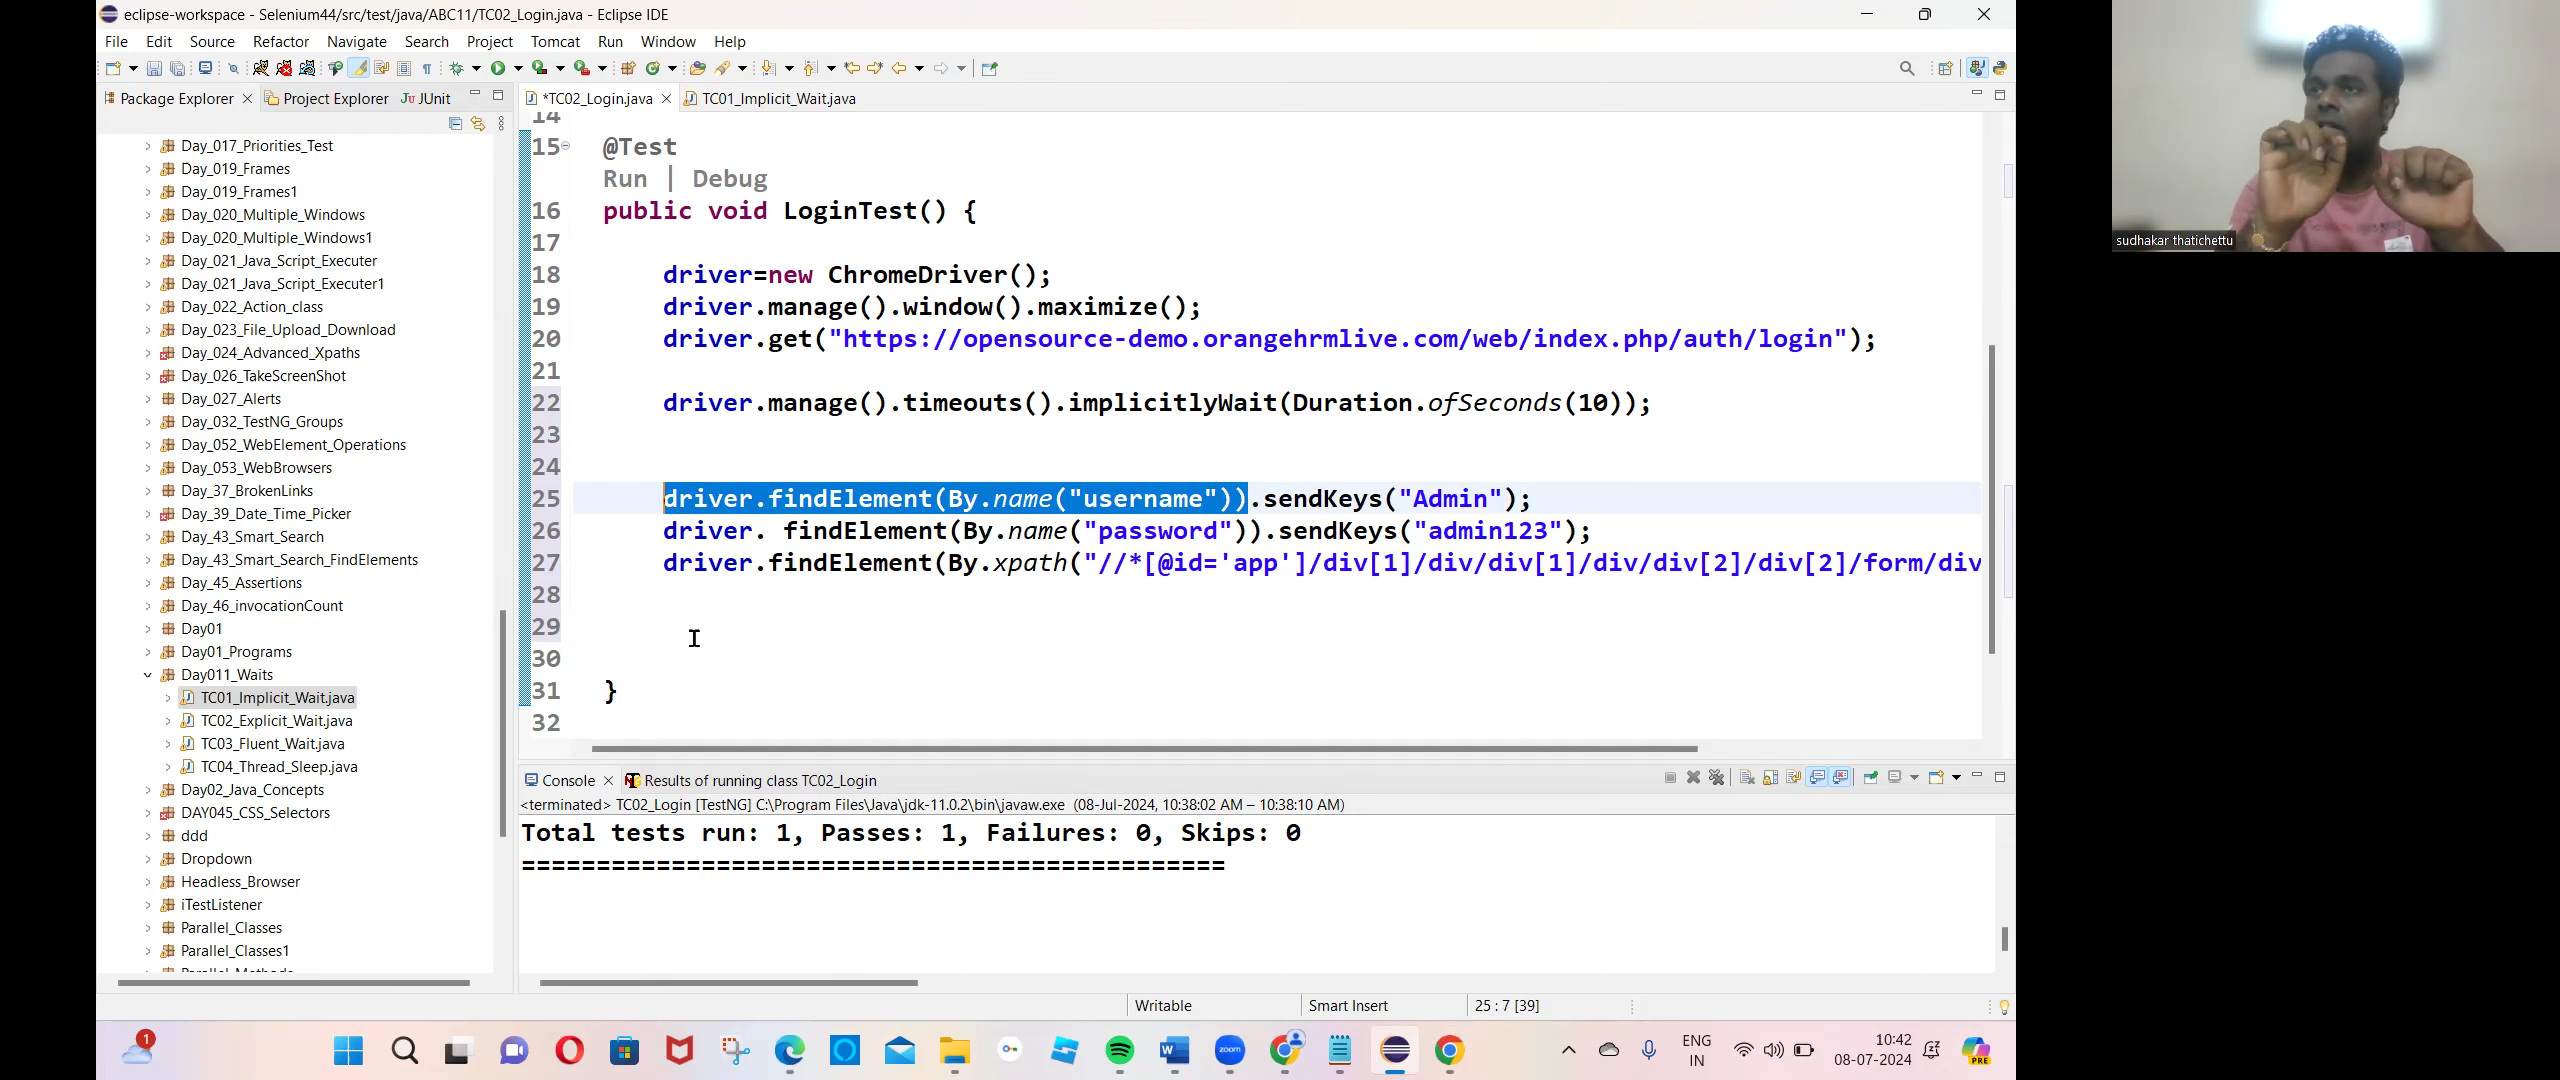 eclipse-workspace - Selenium44/src/test/java/ABC11/TC02_Login.java - Eclipse IDE
File Edit Source Refactor Navigate Search Project Tomcat Run Window Help
Package Explorer Project Explorer JUnit
*TC02_Login.java TC01_Implicit_Wait.java
Day_017_Priorities_Test
Day_019_Frames
Day_019_Frames1
Day_020_Multiple_Windows
Day_020_Multiple_Windows1
Day_021_Java_Script_Executer
Day_021_Java_Script_Executer1
Day_022_Action_class
Day_023_File_Upload_Download
Day_024_Advanced_Xpaths
Day_026_TakeScreenShot
Day_027_Alerts
Day_032_TestNG_Groups
Day_052_WebElement_Operations
Day_053_WebBrowsers
Day_37_BrokenLinks
Day_39_Date_Time_Picker
Day_43_Smart_Search
Day_43_Smart_Search_FindElements
Day_45_Assertions
Day_46_invocationCount
Day01
Day01_Programs
Day011_Waits
TC01_Implicit_Wait.java
TC02_Explicit_Wait.java
TC03_Fluent_Wait.java
TC04_Thread_Sleep.java
Day02_Java_Concepts
DAY045_CSS_Selectors
ddd
Dropdown
Headless_Browser
iTestListener
Parallel_Classes
Parallel_Classes1
Parallel_Methods
14
15 @Test
Run | Debug
16 public void LoginTest() {
17
18 driver=new ChromeDriver();
19 driver.manage().window().maximize();
20 driver.get("https://opensource-demo.orangehrmlive.com/web/index.php/auth/login");
21
22 driver.manage().timeouts().implicitlyWait(Duration.ofSeconds(10));
23
24
25 driver.findElement(By.name("username")).sendKeys("Admin");
26 driver. findElement(By.name("password")).sendKeys("admin123");
27 driver.findElement(By.xpath("//*[@id='app']/div[1]/div/div[1]/div/div[2]/div[2]/form/div
28
29
30
31 }
32
Console Results of running class TC02_Login
<terminated> TC02_Login [TestNG] C:\Program Files\Java\jdk-11.0.2\bin\javaw.exe (08-Jul-2024, 10:38:02 AM – 10:38:10 AM)
Total tests run: 1, Passes: 1, Failures: 0, Skips: 0
===============================================
Writable Smart Insert 25 : 7 [39]
1
zoom
ENG
IN
10:42
08-07-2024
PRE
sudhakar thatichettu